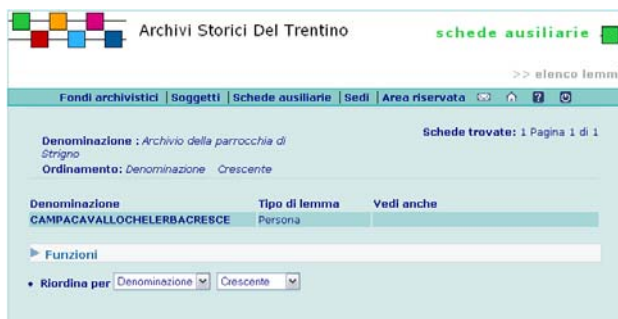 Archivi Storici Del Trentino
schede ausiliarie
>> elenco lemm
Fondi archivistici | Soggetti | Schede ausiliarie | Sedi | Area riservata
Denominazione : Archivio della parrocchia di Strigno
Schede trovate: 1 Pagina 1 di 1
Ordinamento: Denominazione Crescente
Denominazione Tipo di lemma Vedi anche
CAMPACAVALLOCHELERBACRESCE Persona
Funzioni
• Riordina per Denominazione Crescente